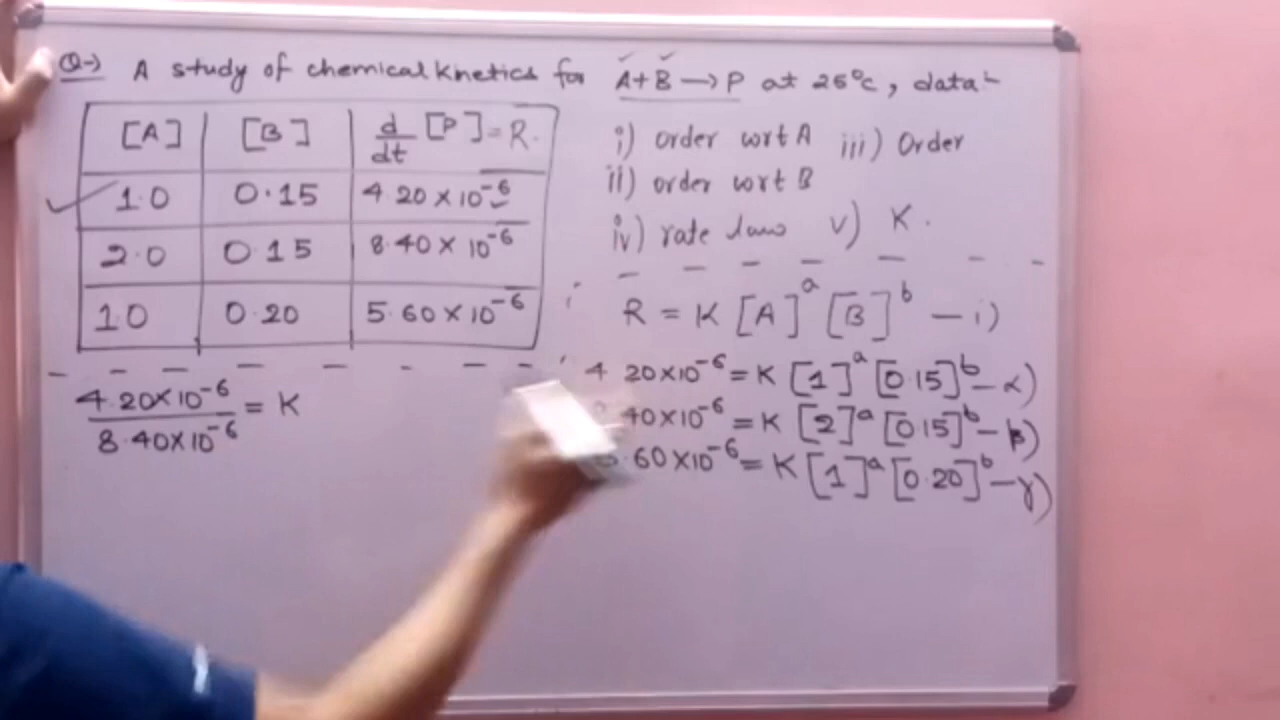 Q→) A study of chemical kinetics for A+B → P at 25°C, data :-
[A] [B] d/dt [P] = R.
1.0 0.15 4.20 × 10⁻⁶
2.0 0.15 8.40 × 10⁻⁶
1.0 0.20 5.60 × 10⁻⁶
i) order wrt A iii) Order
ii) order wrt B
iv) rate law v) K.
R = K [A]ᵃ [B]ᵇ — i)
4.20×10⁻⁶ = K [1]ᵃ [0.15]ᵇ — α)
.40×10⁻⁶ = K [2]ᵃ [0.15]ᵇ — β)
.60×10⁻⁶ = K [1]ᵃ [0.20]ᵇ — γ)
4.20×10⁻⁶ / 8.40×10⁻⁶ = K